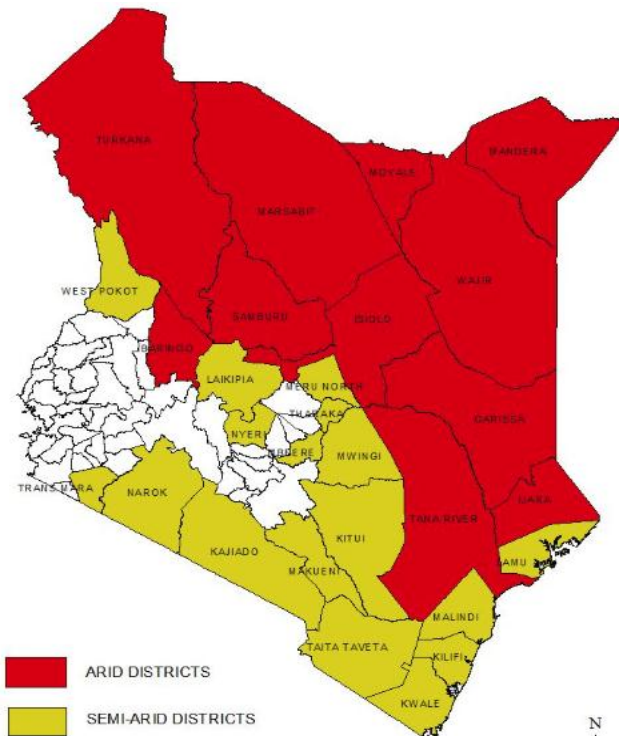 TURKANA
MANDERA
MOYALE
MARSABIT
WAJIR
WEST POKOT
SAMBURU
ISIOLO
BARINGO
LAIKIPIA
MERU NORTH
GARISSA
THARAKA
NYERI
MBEERE
MWINGI
TRANS MARA
NAROK
IJARA
TANA RIVER
KITUI
KAJIADO
LAMU
MAKUENI
MALINDI
TAITA TAVETA
KILIFI
ARID DISTRICTS
KWALE
SEMI-ARID DISTRICTS
N